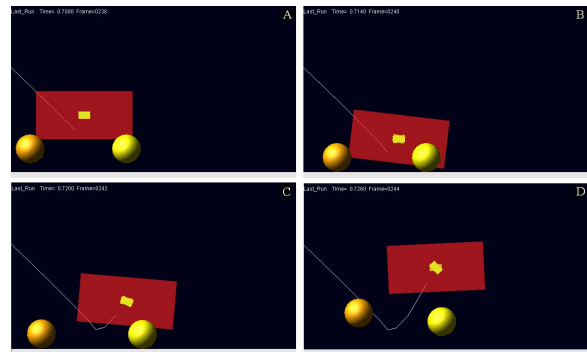 Last_Run Time= 0.7080 Frame=0238
A
Last_Run Time= 0.7140 Frame=0240
B
Last_Run Time= 0.7200 Frame=0242
C
Last_Run Time= 0.7260 Frame=0244
D